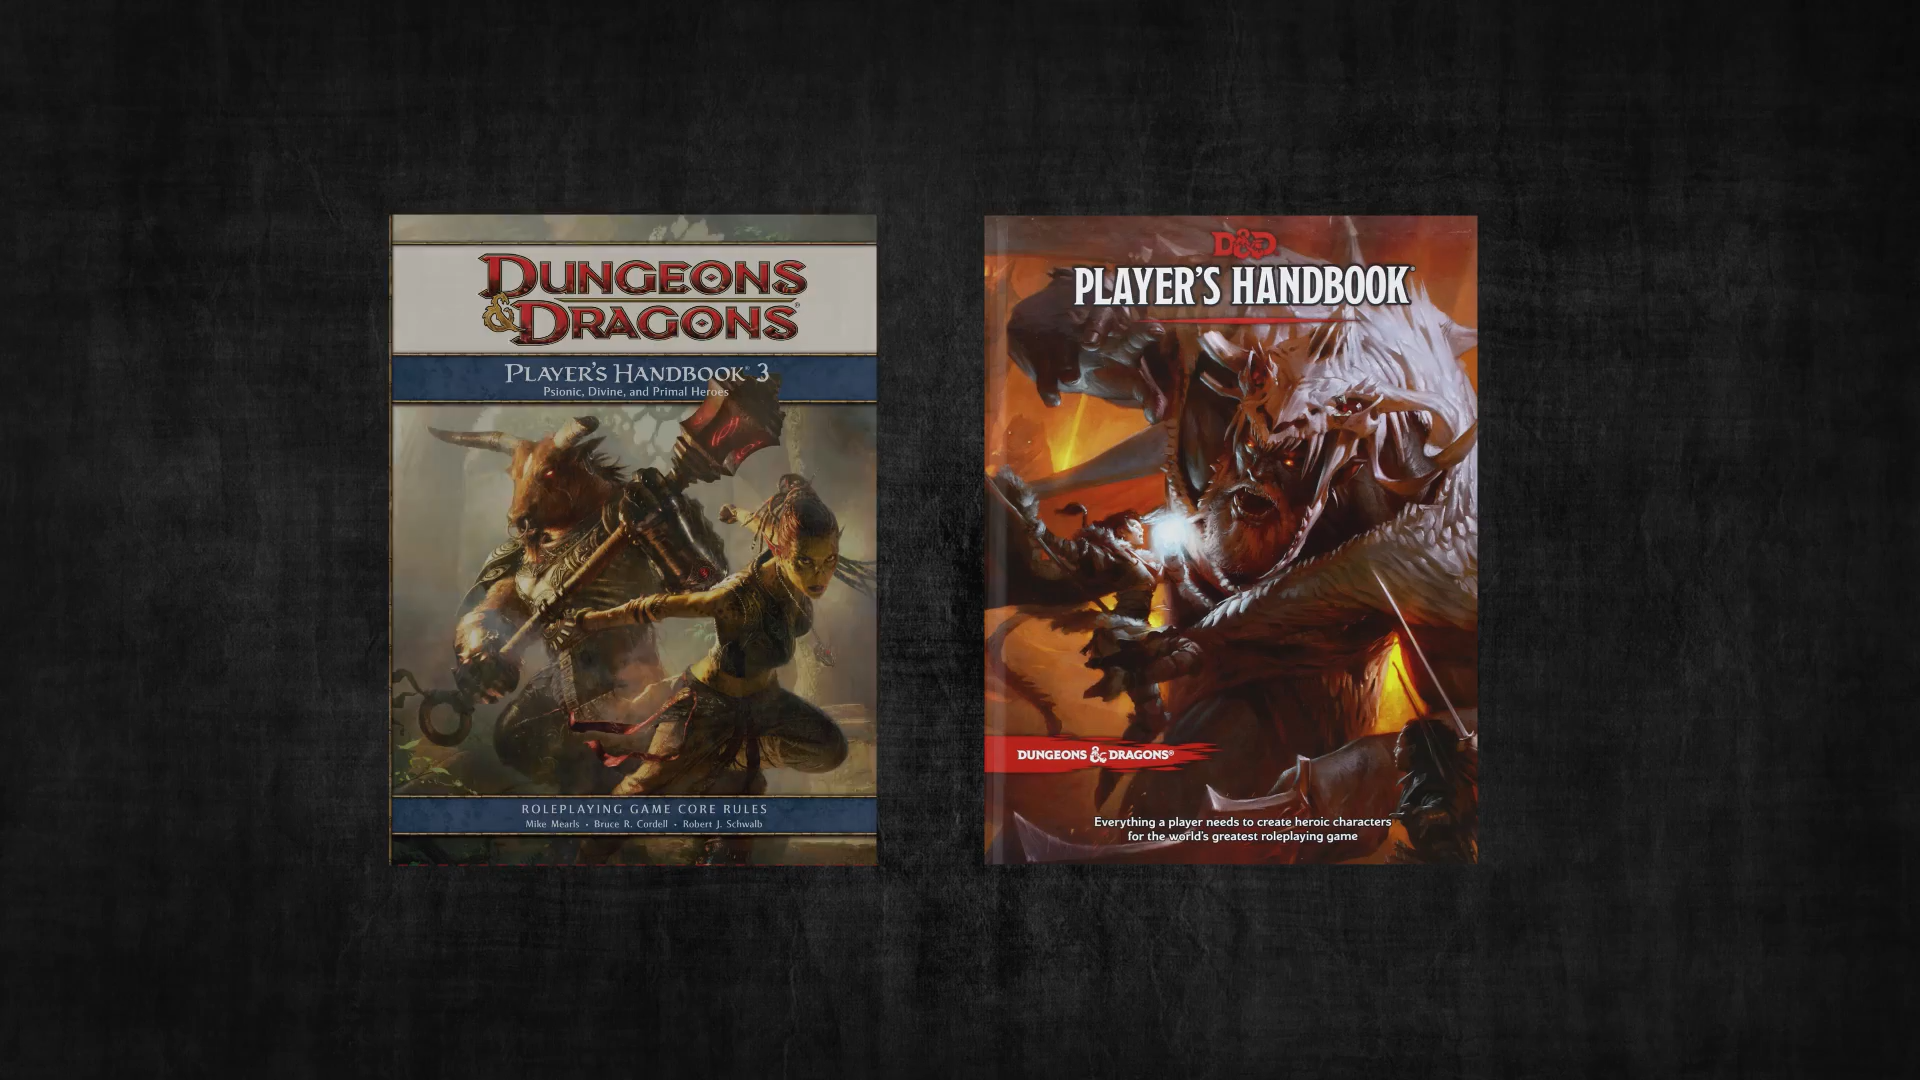 DUNGEONS
& DRAGONS®
PLAYER'S HANDBOOK® 3
Psionic, Divine, and Primal Heroes
ROLEPLAYING GAME CORE RULES
Mike Mearls • Bruce R. Cordell • Robert J. Schwalb
D&D
PLAYER'S HANDBOOK®
DUNGEONS & DRAGONS®
Everything a player needs to create heroic characters
for the world's greatest roleplaying game